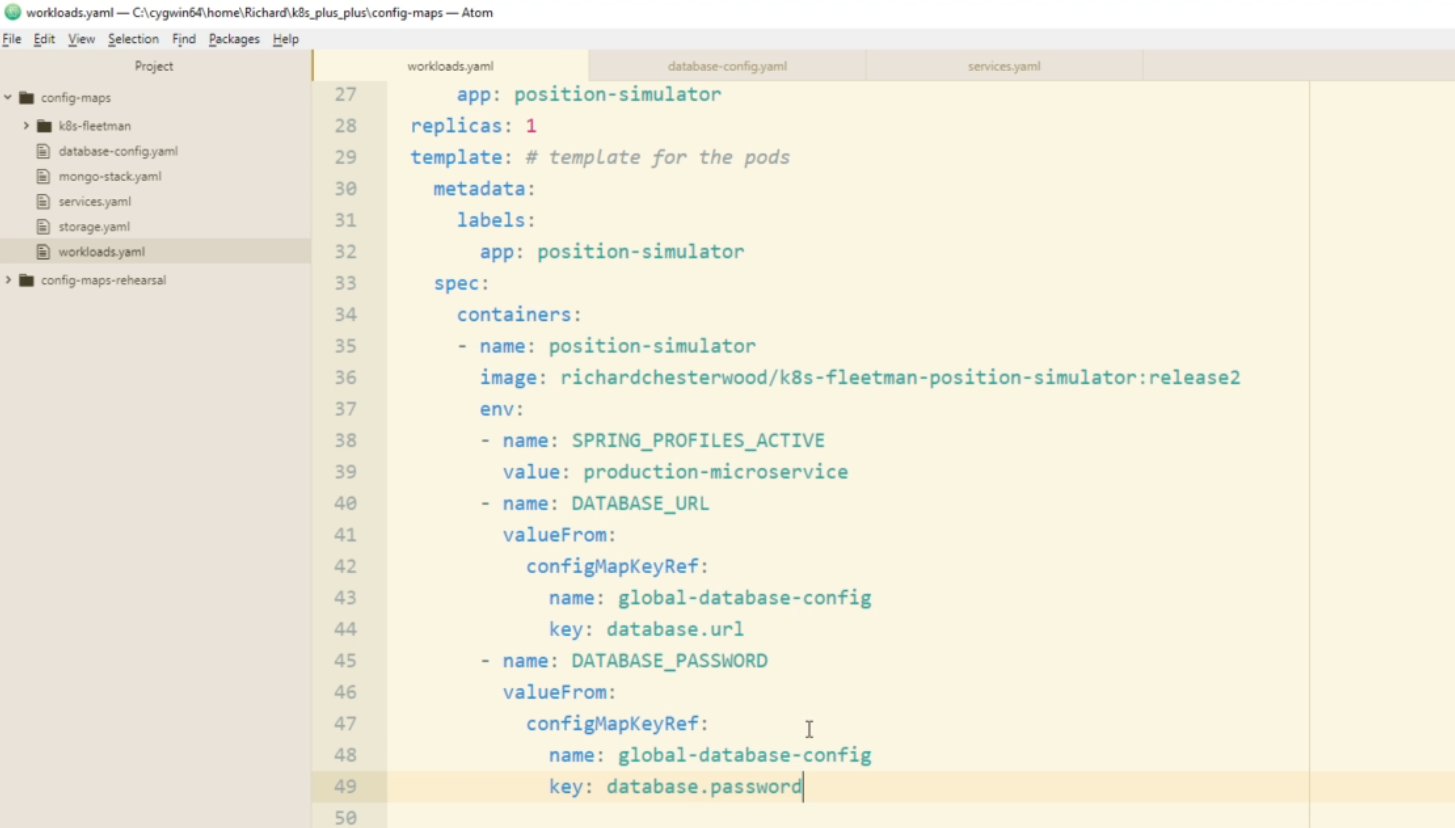 workloads.yaml — C:\cygwin64\home\Richard\k8s_plus_plus\config-maps — Atom
File Edit View Selection Find Packages Help
Project
config-maps
k8s-fleetman
database-config.yaml
mongo-stack.yaml
services.yaml
storage.yaml
workloads.yaml
config-maps-rehearsal
workloads.yaml database-config.yaml services.yaml
27 app: position-simulator
28 replicas: 1
29 template: # template for the pods
30 metadata:
31 labels:
32 app: position-simulator
33 spec:
34 containers:
35 - name: position-simulator
36 image: richardchesterwood/k8s-fleetman-position-simulator:release2
37 env:
38 - name: SPRING_PROFILES_ACTIVE
39 value: production-microservice
40 - name: DATABASE_URL
41 valueFrom:
42 configMapKeyRef:
43 name: global-database-config
44 key: database.url
45 - name: DATABASE_PASSWORD
46 valueFrom:
47 configMapKeyRef:
48 name: global-database-config
49 key: database.password
50